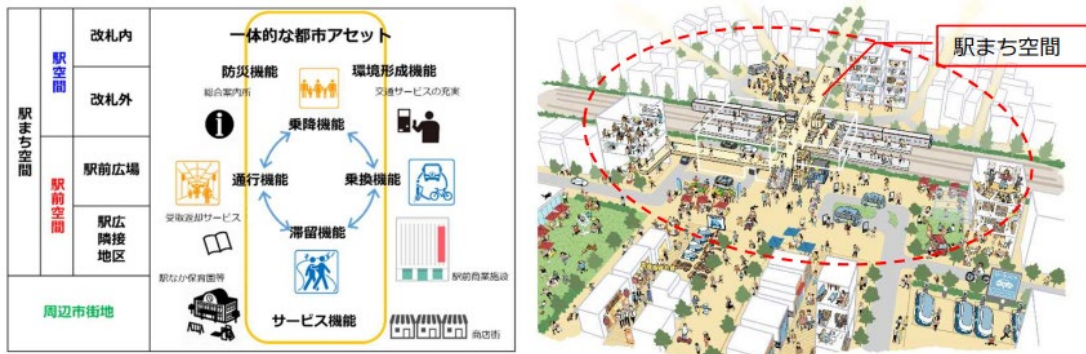 駅まち空間
駅空間
改札内
改札外
駅前空間
駅前広場
駅広
隣接
地区
周辺市街地
一体的な都市アセット
防災機能
環境形成機能
総合案内所
交通サービスの充実
乗降機能
通行機能
乗換機能
受取返却サービス
滞留機能
駅なか保育園等
駅前商業施設
サービス機能
商店街
駅まち空間